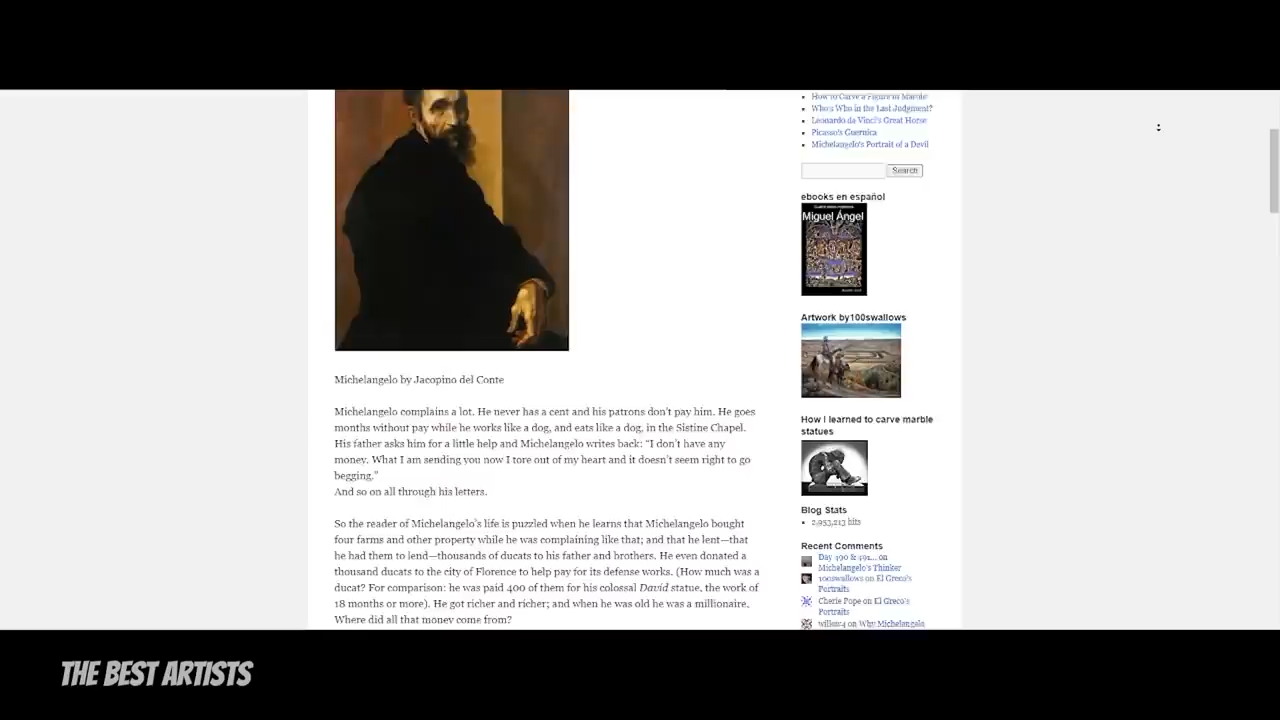 How to Carve a Figure in Marble
Who's Who in the Last Judgment?
Leonardo da Vinci's Great Horse
Picasso's Guernica
Michelangelo's Portrait of a Devil
Search
ebooks en español
Miguel Ángel
Artwork by100swallows
Michelangelo by Jacopino del Conte
Michelangelo complains a lot. He never has a cent and his patrons don't pay him. He goes
months without pay while he works like a dog, and eats like a dog, in the Sistine Chapel.
His father asks him for a little help and Michelangelo writes back: “I don't have any
money. What I am sending you now I tore out of my heart and it doesn't seem right to go
begging.”
And so on all through his letters.
So the reader of Michelangelo's life is puzzled when he learns that Michelangelo bought
four farms and other property while he was complaining like that; and that he lent—that
he had them to lend—thousands of ducats to his father and brothers. He even donated a
thousand ducats to the city of Florence to help pay for its defense works. (How much was a
ducat? For comparison: he was paid 400 of them for his colossal David statue, the work of
18 months or more). He got richer and richer; and when he was old he was a millionaire.
Where did all that money come from?
How I learned to carve marble
statues
Blog Stats
2,953,213 hits
Recent Comments
Day 490 & 491... on
Michelangelo's Thinker
100swallows on El Greco's
Portraits
Cherie Pope on El Greco's
Portraits
willow4 on Why Michelangelo
THE BEST ARTISTS